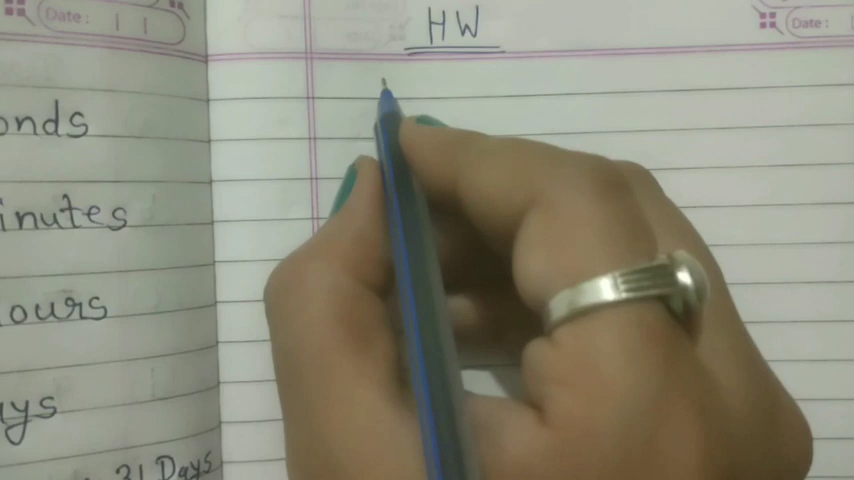 Date:
onds
inutes
ours
ys
31 Days
HW
Date: